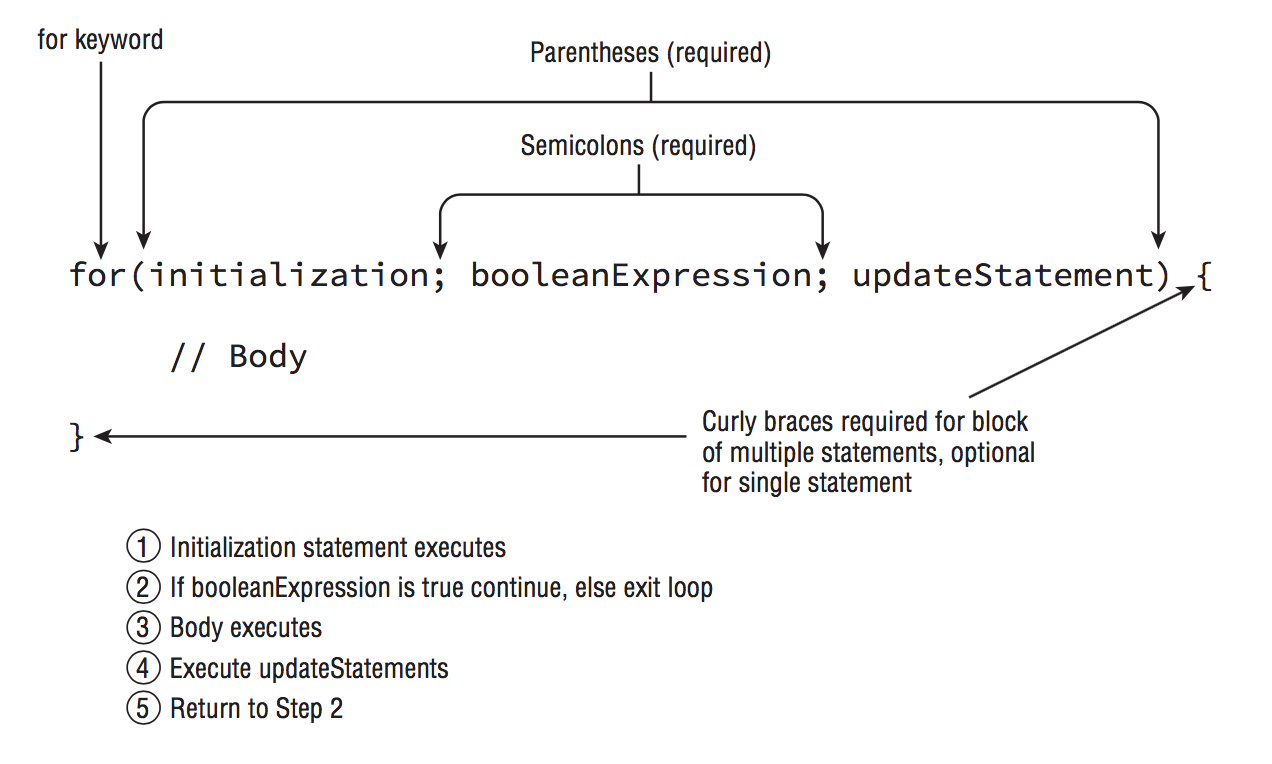 for keyword
Parentheses (required)
Semicolons (required)
for(initialization; booleanExpression; updateStatement) {
// Body
}
Curly braces required for block
of multiple statements, optional
for single statement
1 Initialization statement executes
2 If booleanExpression is true continue, else exit loop
3 Body executes
4 Execute updateStatements
5 Return to Step 2